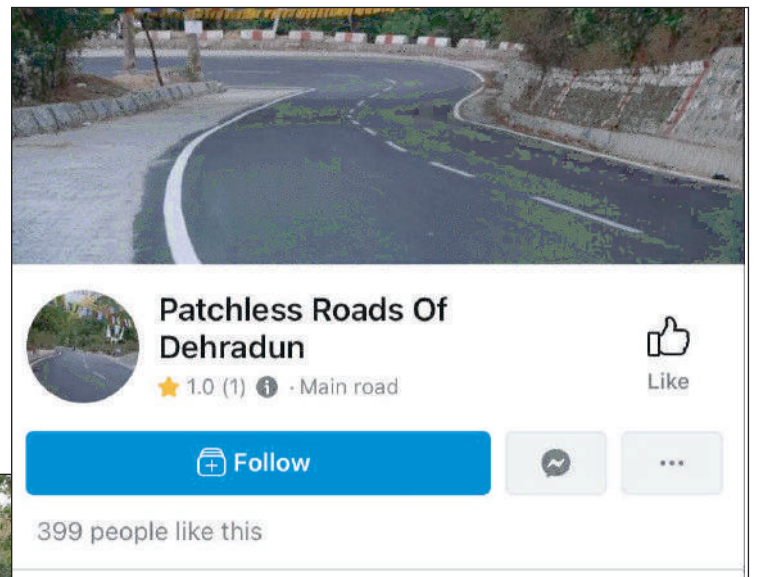 Patchless Roads Of
Dehradun
1.0 (1) · Main road
Like
Follow
399 people like this